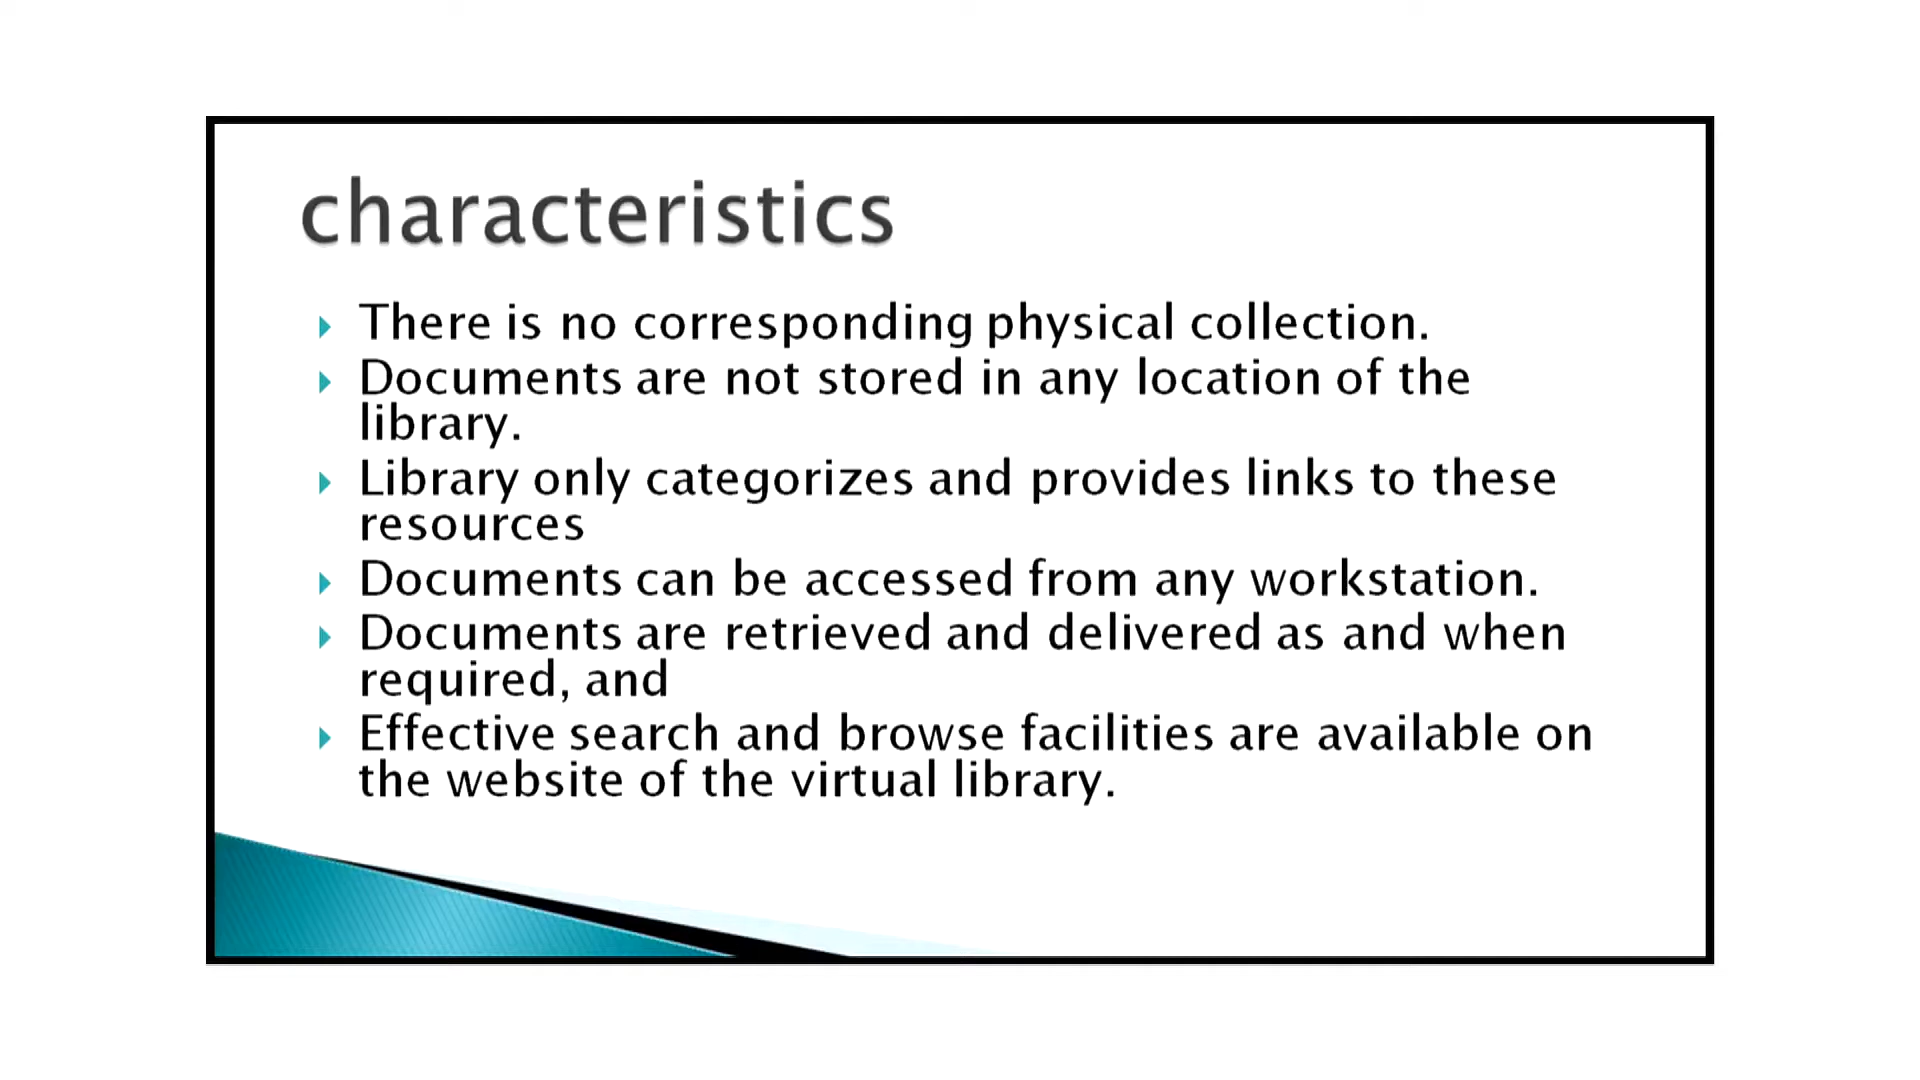 characteristics
There is no corresponding physical collection.
Documents are not stored in any location of the
library.
Library only categorizes and provides links to these
resources
Documents can be accessed from any workstation.
Documents are retrieved and delivered as and when
required, and
Effective search and browse facilities are available on
the website of the virtual library.